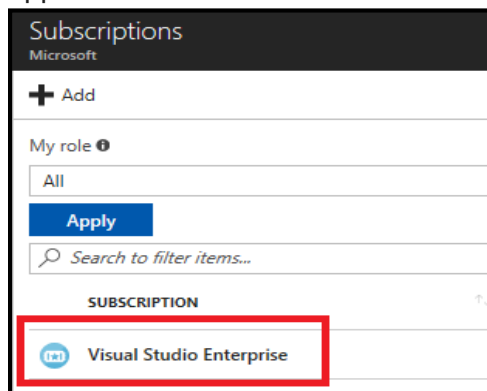 Subscriptions
Microsoft
Add
My role
All
Apply
Search to filter items...
SUBSCRIPTION
Visual Studio Enterprise